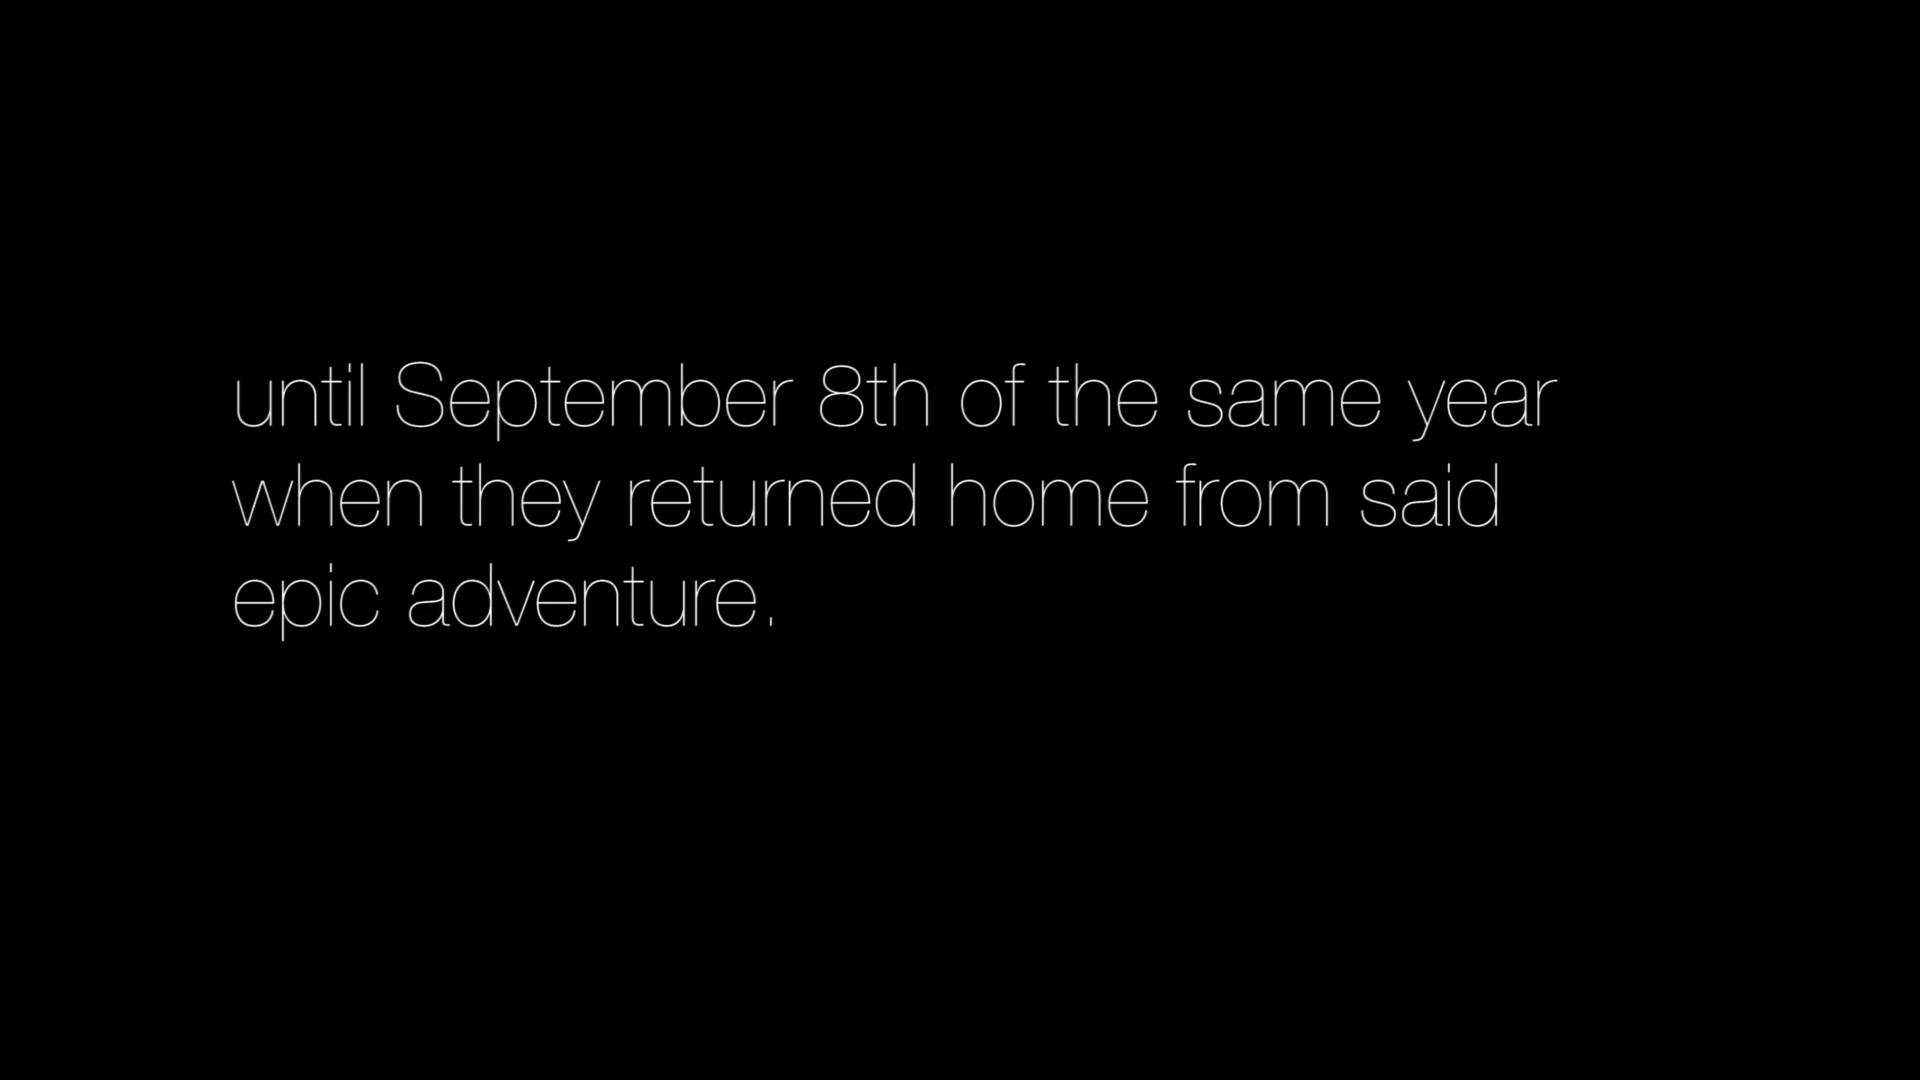 until September 8th of the same year
when they returned home from said
epic adventure.